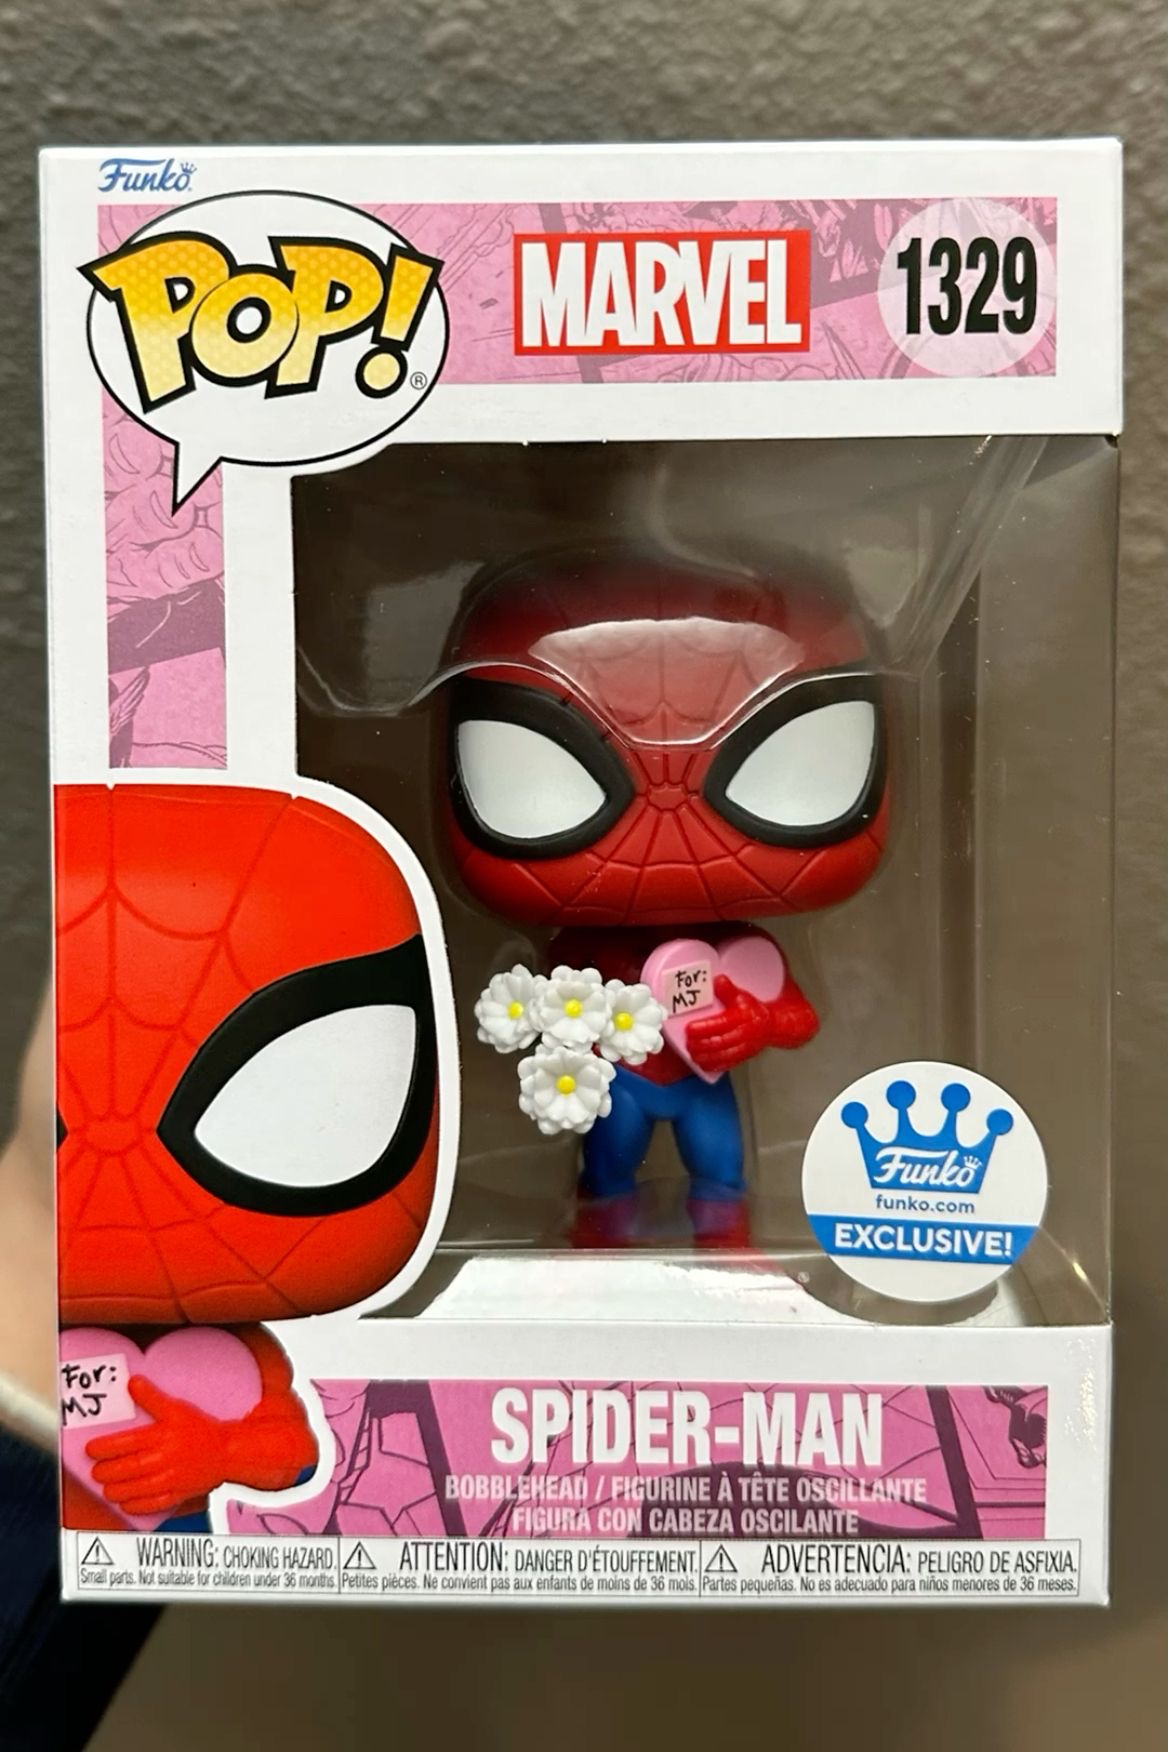 Funko
POP!®
MARVEL
1329
For:
MJ
Funko
funko.com
EXCLUSIVE!
For:
MJ
SPIDER-MAN
BOBBLEHEAD / FIGURINE À TÊTE OSCILLANTE
FIGURA CON CABEZA OSCILANTE
WARNING: CHOKING HAZARD.
Small parts. Not suitable for children under 36 months.
ATTENTION: DANGER D'ÉTOUFFEMENT.
Petites pièces. Ne convient pas aux enfants de moins de 36 mois.
ADVERTENCIA: PELIGRO DE ASFIXIA.
Partes pequeñas. No es adecuado para niños menores de 36 meses.